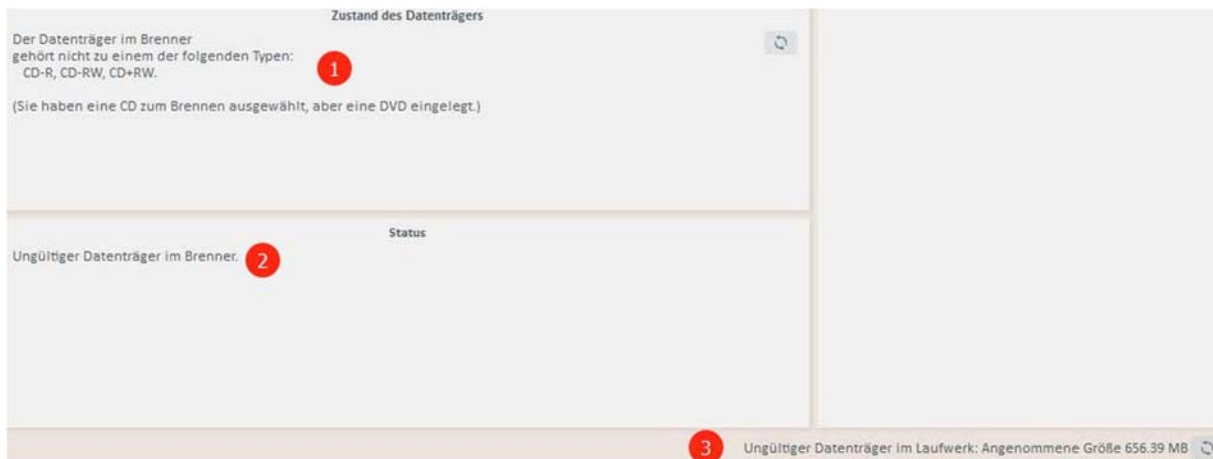 Zustand des Datenträgers
Der Datenträger im Brenner
gehört nicht zu einem der folgenden Typen:
CD-R, CD-RW, CD+RW.
1
(Sie haben eine CD zum Brennen ausgewählt, aber eine DVD eingelegt.)
Status
Ungültiger Datenträger im Brenner.
2
3
Ungültiger Datenträger im Laufwerk: Angenommene Größe 656.39 MB